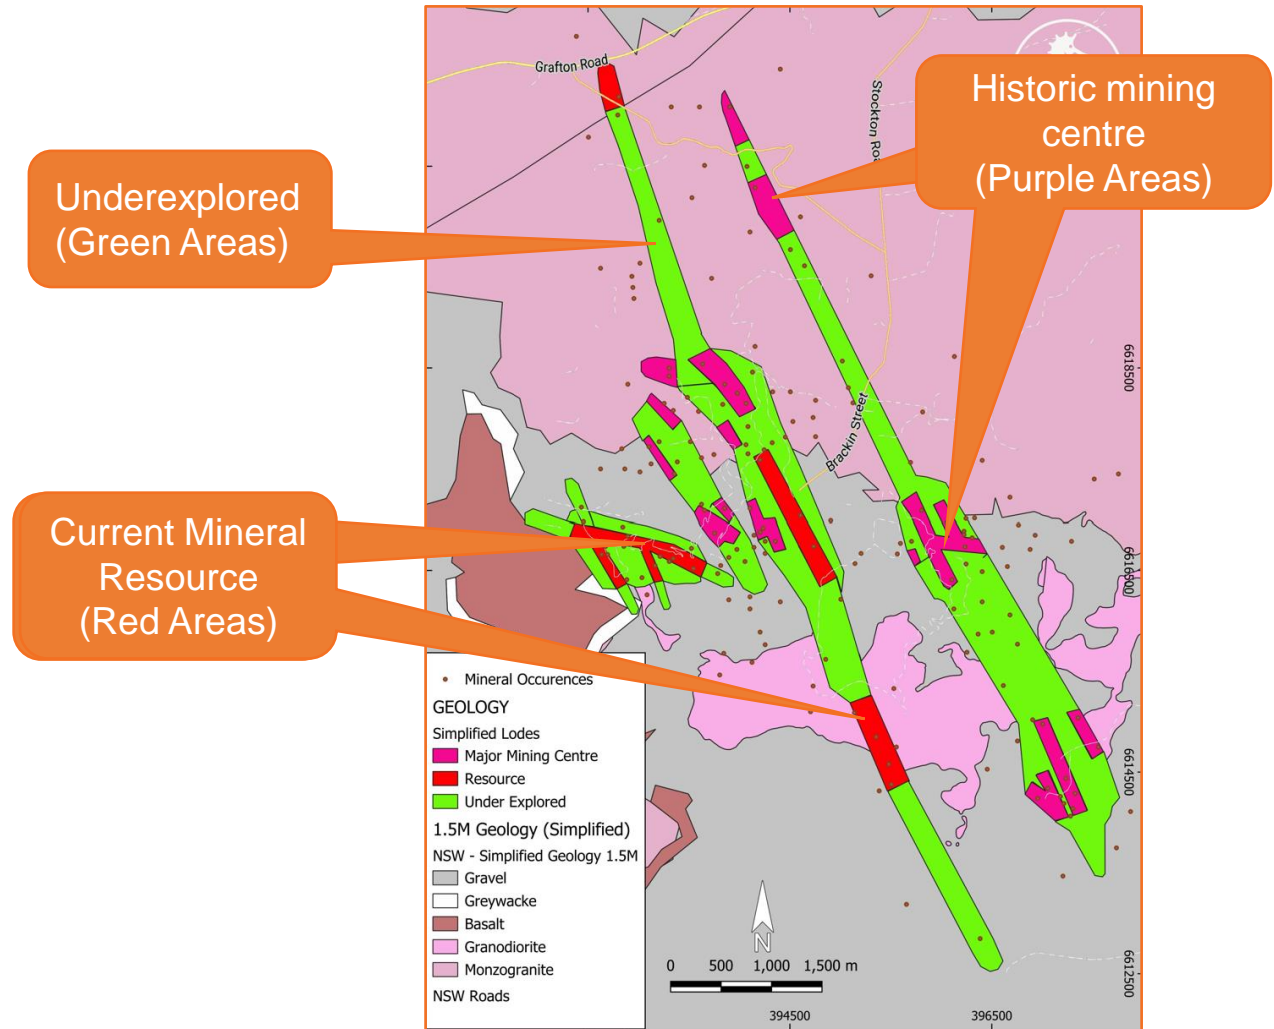 Grafton Road
Stockton Roa
Historic mining
centre
(Purple Areas)
Underexplored
(Green Areas)
6618500
Brackin Street
Current Mineral
Resource
(Red Areas)
6616500
Mineral Occurences
GEOLOGY
Simplified Lodes
Major Mining Centre
Resource
Under Explored
1.5M Geology (Simplified)
NSW - Simplified Geology 1.5M
Gravel
Greywacke
Basalt
Granodiorite
Monzogranite
NSW Roads
6614500
N
0 500 1,000 1,500 m
6612500
394500 396500